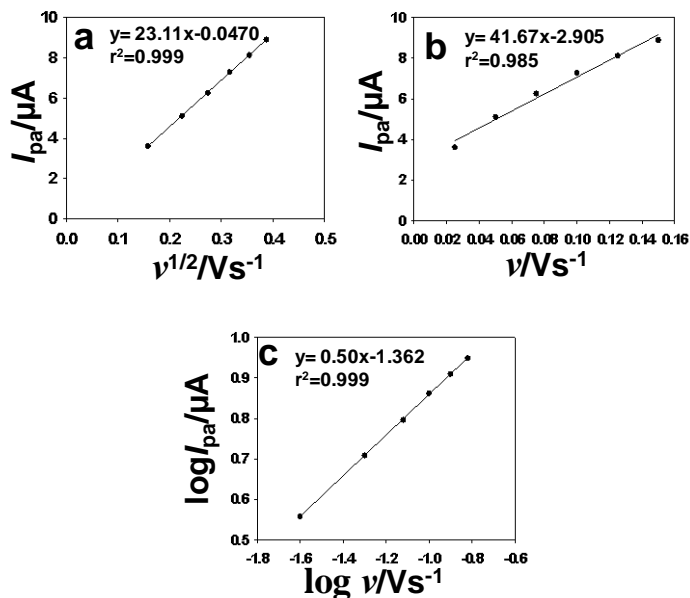 a y= 23.11x-0.0470
r²=0.999
10
8
6
4
2
0
Ipa/µA
0.0 0.1 0.2 0.3 0.4 0.5
v1/2/Vs-1
b y= 41.67x-2.905
r²=0.985
10
8
6
4
2
0
Ipa/µA
0.00 0.02 0.04 0.06 0.08 0.10 0.12 0.14 0.16
v/Vs-1
c y= 0.50x-1.362
r²=0.999
1.0
0.9
0.8
0.7
0.6
0.5
logIpa/µA
-1.8 -1.6 -1.4 -1.2 -1.0 -0.8 -0.6
log v/Vs-1